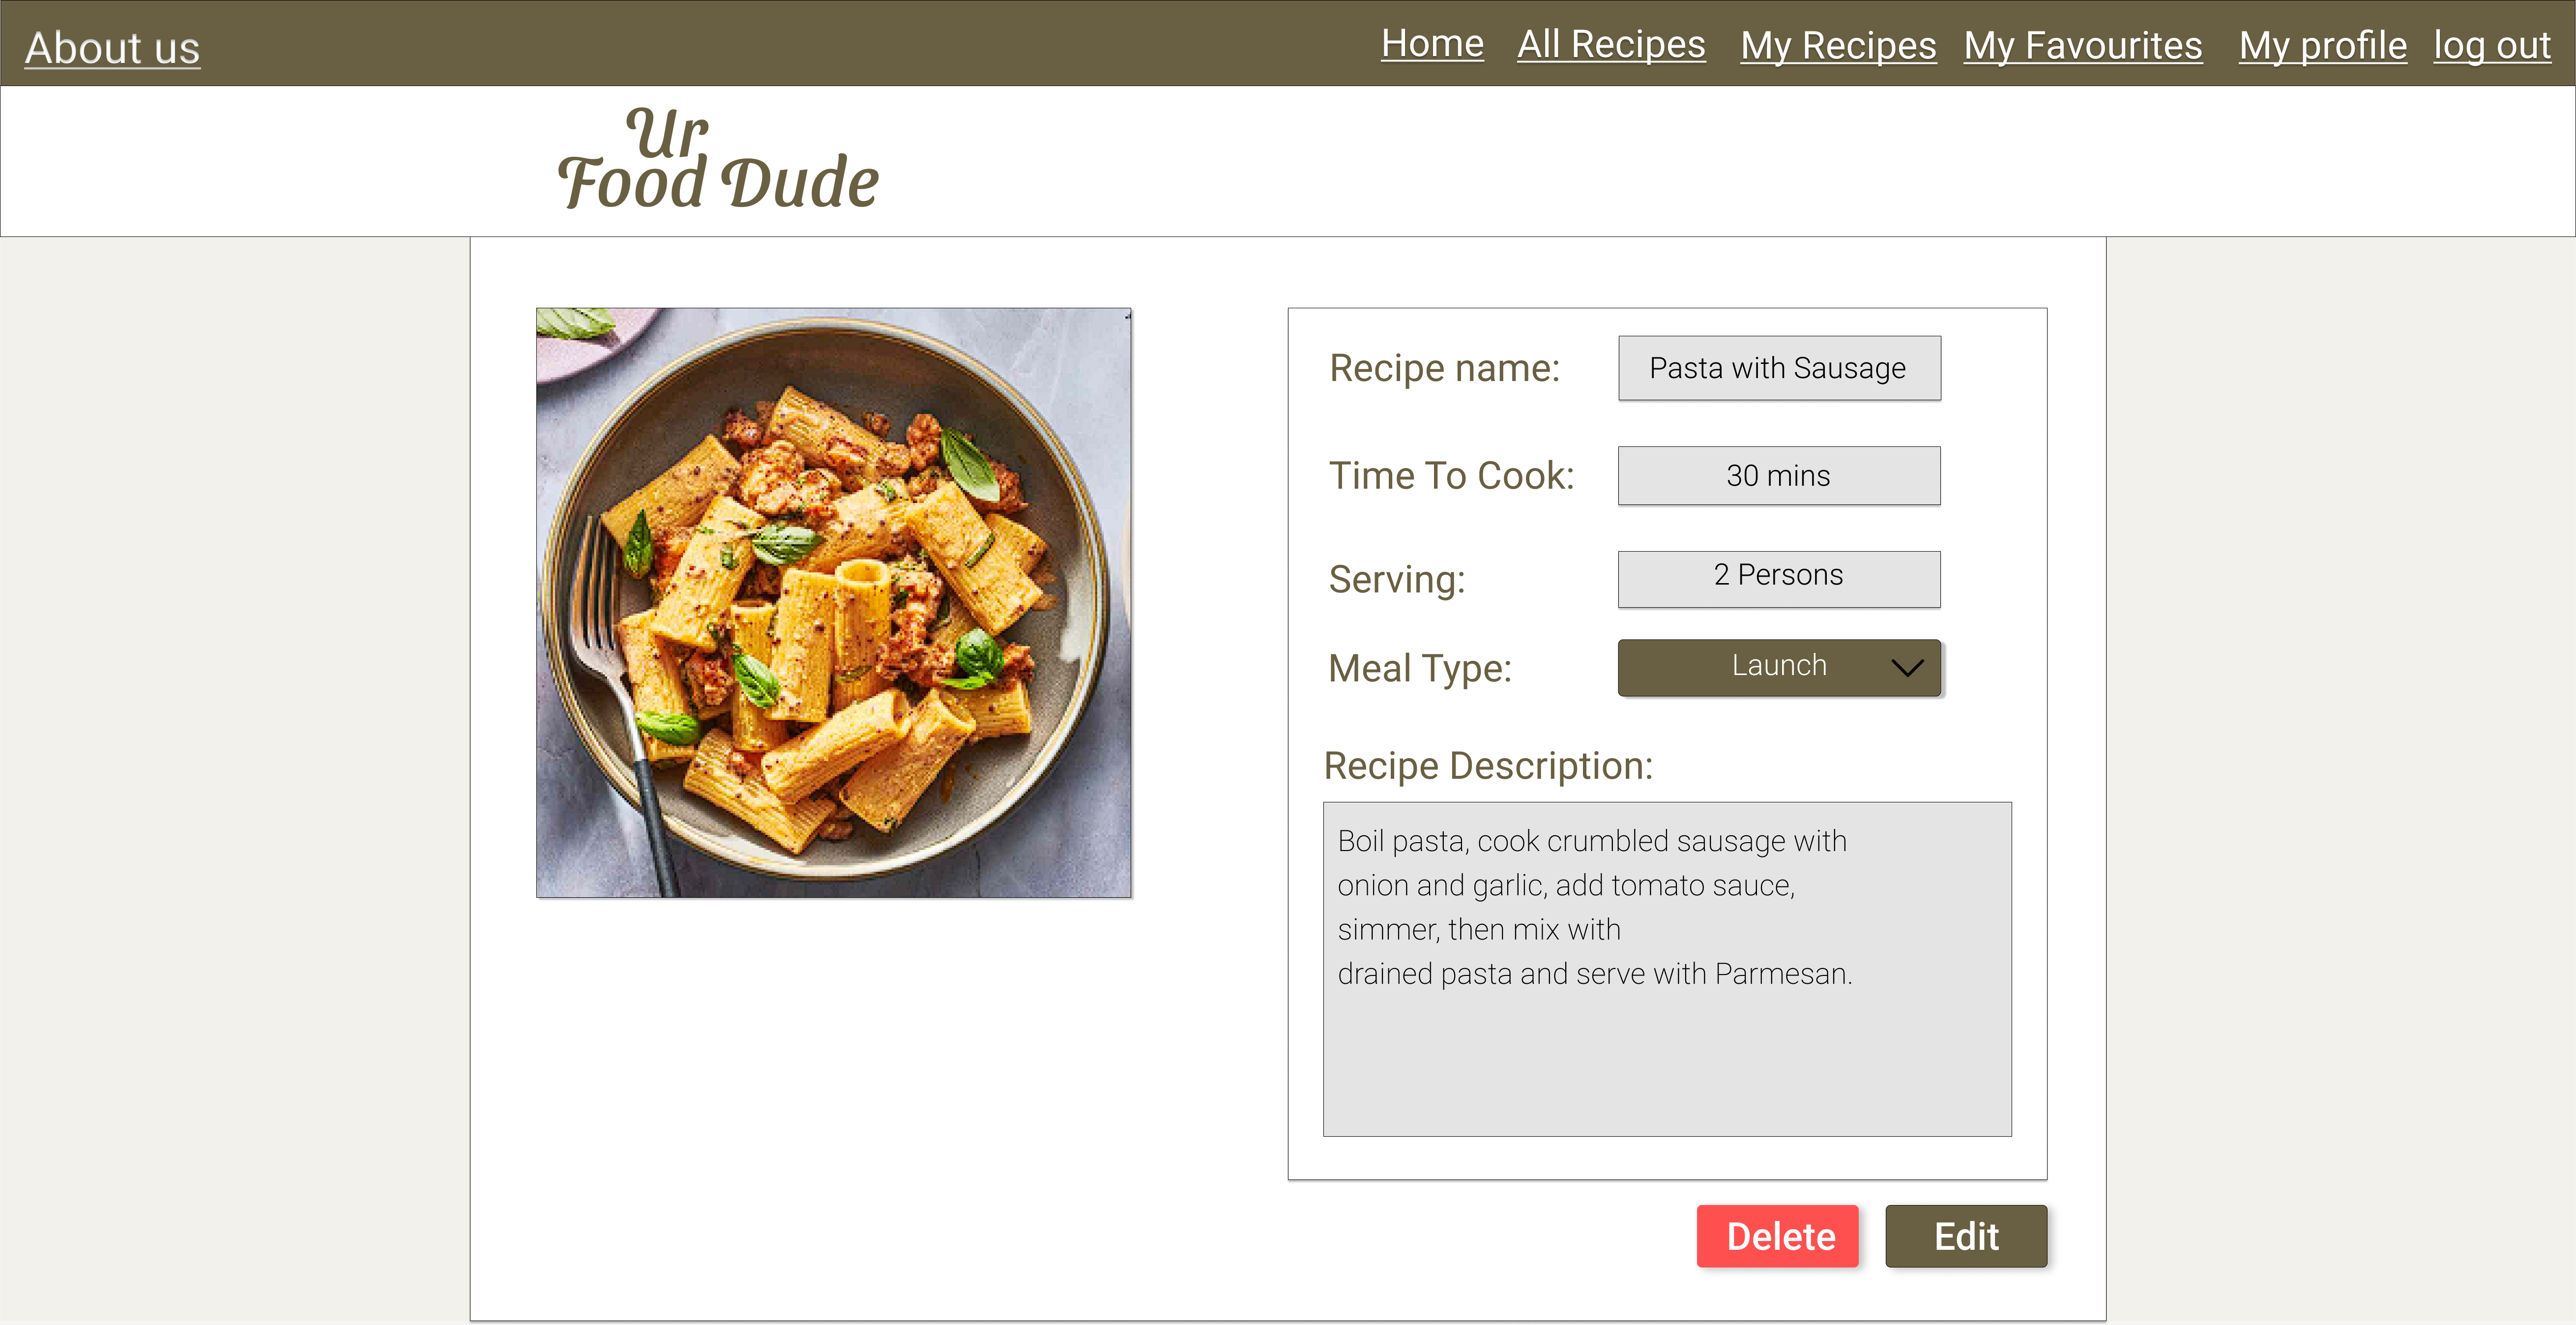 About us
Home All Recipes My Recipes My Favourites My profile log out
Ur
Food Dude
Recipe name: Pasta with Sausage
Time To Cook: 30 mins
Serving: 2 Persons
Meal Type: Launch
Recipe Description:
Boil pasta, cook crumbled sausage with
onion and garlic, add tomato sauce,
simmer, then mix with
drained pasta and serve with Parmesan.
Delete Edit